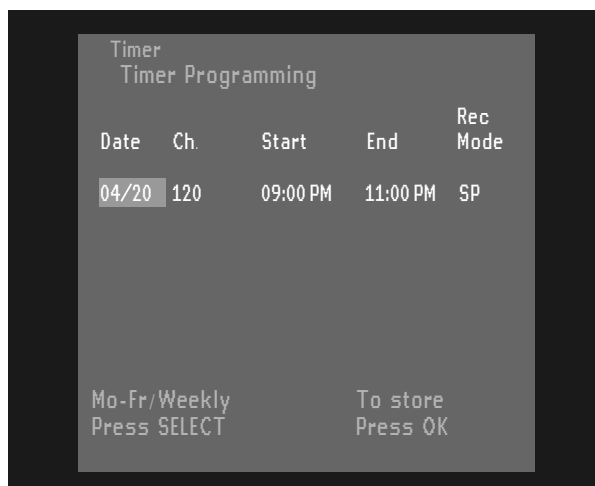 Timer
Timer Programming
Rec
Date Ch. Start End Mode
04/20 120 09:00 PM 11:00 PM SP
Mo-Fr/Weekly To store
Press SELECT Press OK